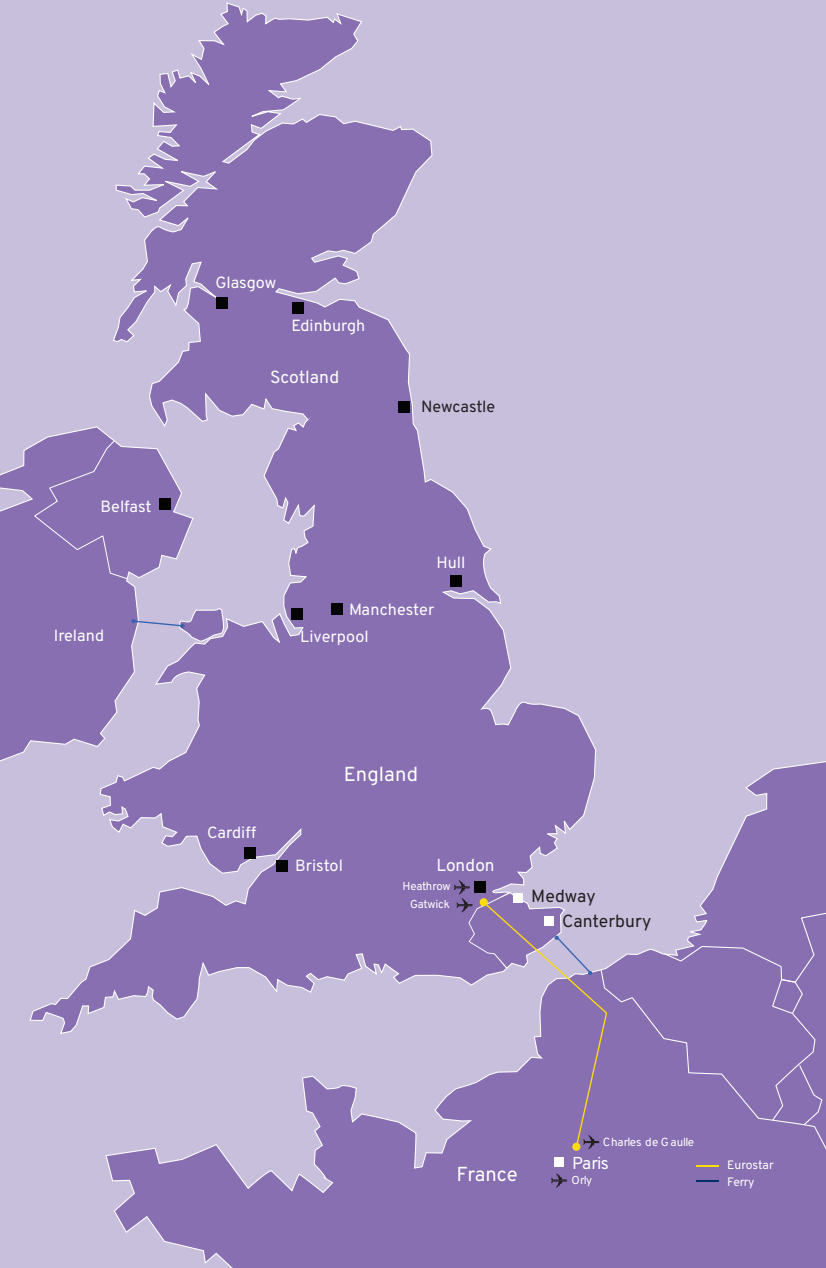 Glasgow
Edinburgh
Scotland
Newcastle
Belfast
Hull
Manchester
Ireland
Liverpool
England
Cardiff
Bristol
London
Heathrow
Medway
Gatwick
Canterbury
Charles de Gaulle
Paris
France
Orly
Eurostar
Ferry